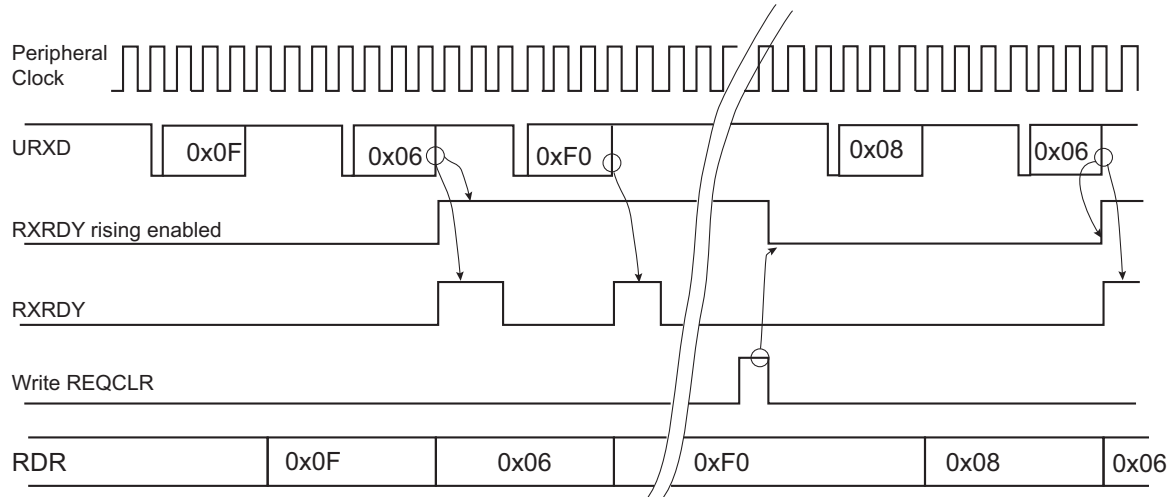 Peripheral
Clock
URXD 0x0F 0x06 0xF0 0x08 0x06
RXRDY rising enabled
RXRDY
Write REQCLR
RDR 0x0F 0x06 0xF0 0x08 0x06